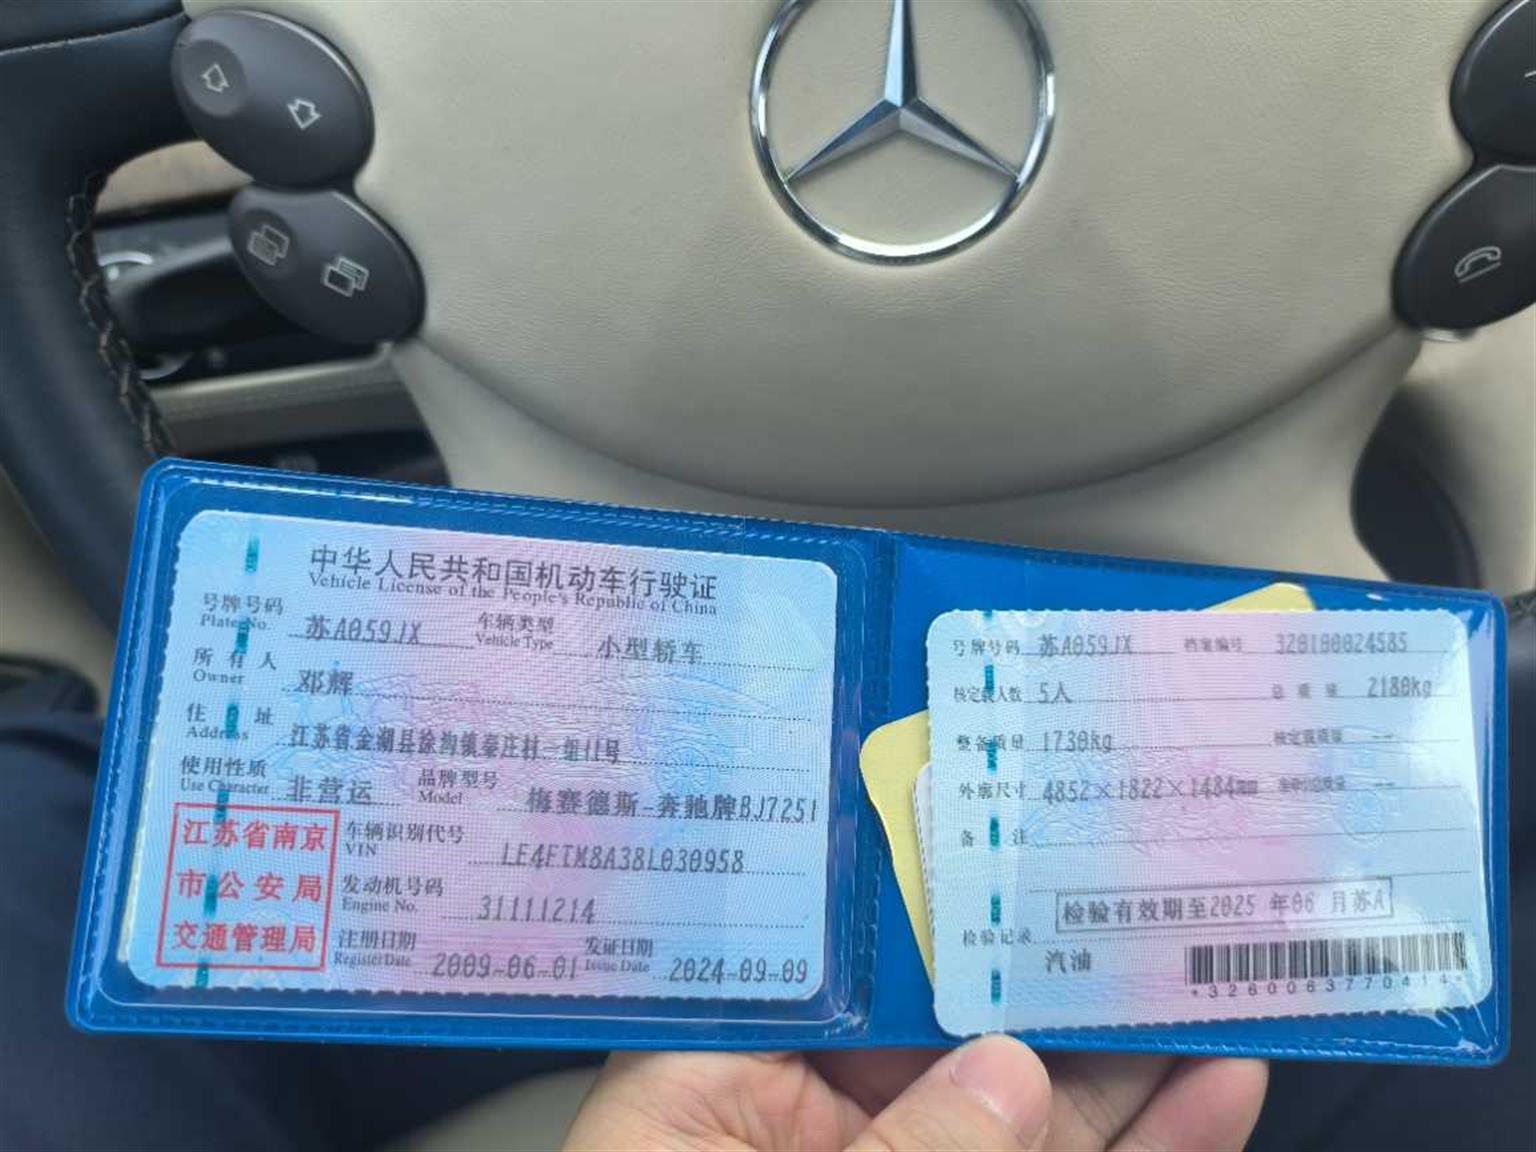 中华人民共和国机动车行驶证
Vehicle License of the People's Republic of China
号牌号码 苏A059JX 车辆类型 小型轿车
Plate No. Vehicle Type
所有人 邓辉
Owner
住址 江苏省金湖县涂沟镇秦庄村一组11号
Address
使用性质 非营运 品牌型号 梅赛德斯-奔驰牌BJ7251
Use Character Model
江苏省南京
市公安局
交通管理局
车辆识别代号 LE4FTM8A38L030958
VIN
发动机号码 31111214
Engine No.
注册日期 2009-06-01 发证日期 2024-09-09
Register Date Issue Date
号牌号码 苏A059JX 档案编号 320100024585
核定载人数 5人 总质量 2180kg
整备质量 1730kg 核定载质量 --
外廓尺寸 4852×1822×1484mm 准牵引总质量 --
备注
检验有效期至2025年06月苏A
检验记录
汽油
*3260063770414*